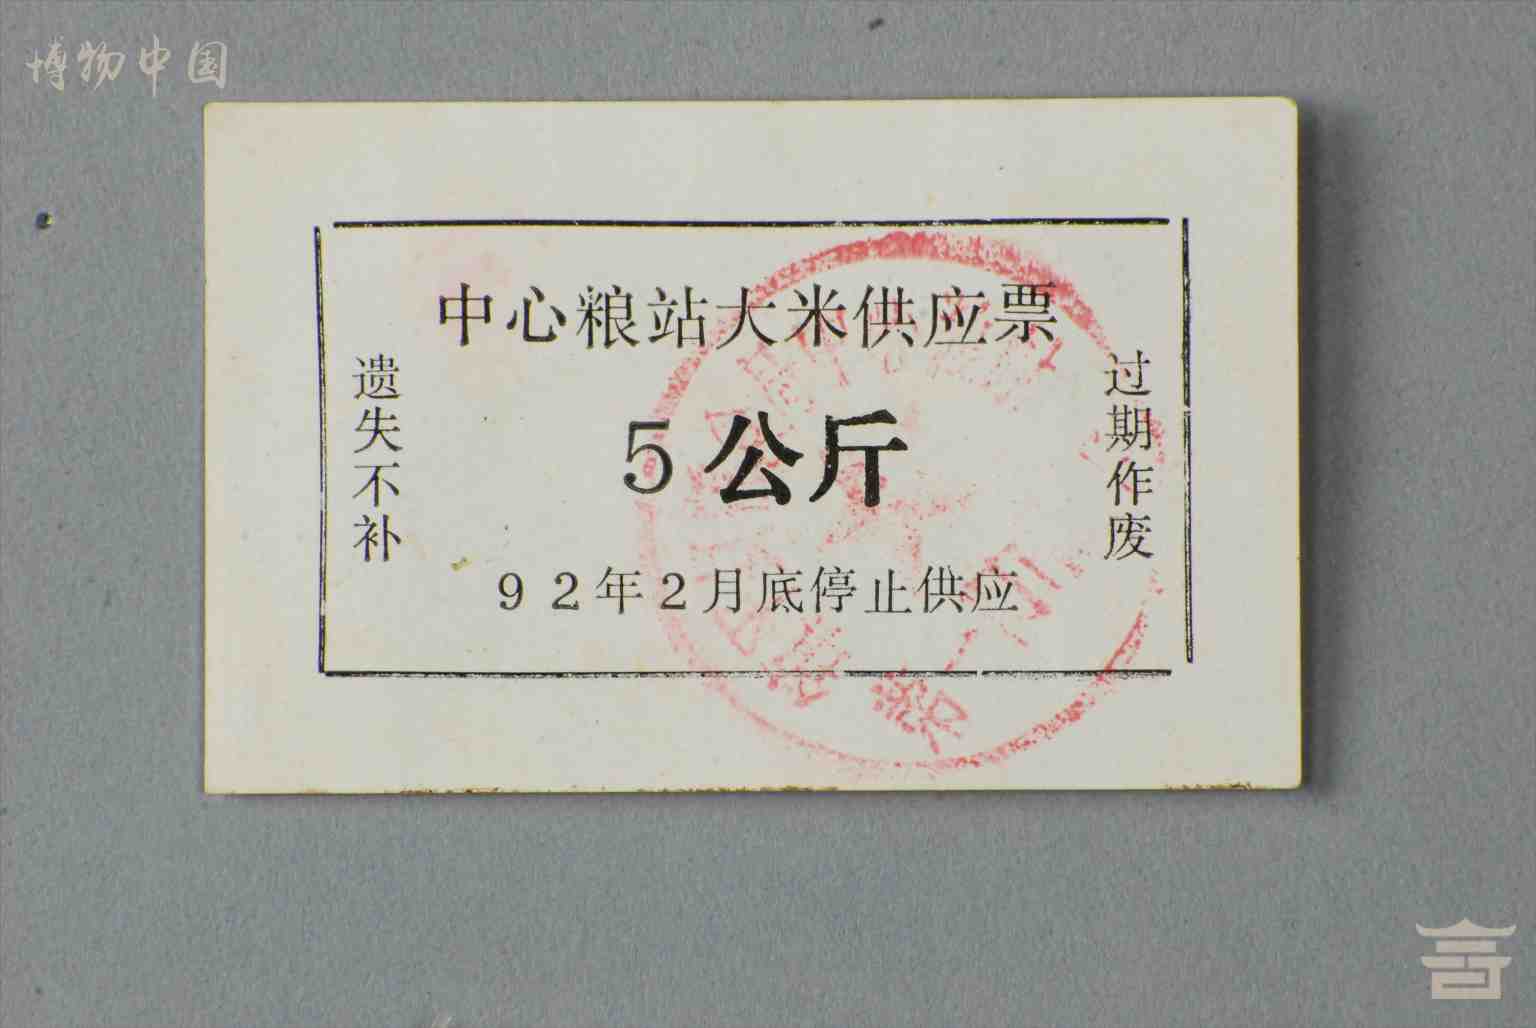 博物中国
中心粮站大米供应票
遗失不补
5公斤
过期作废
92年2月底停止供应